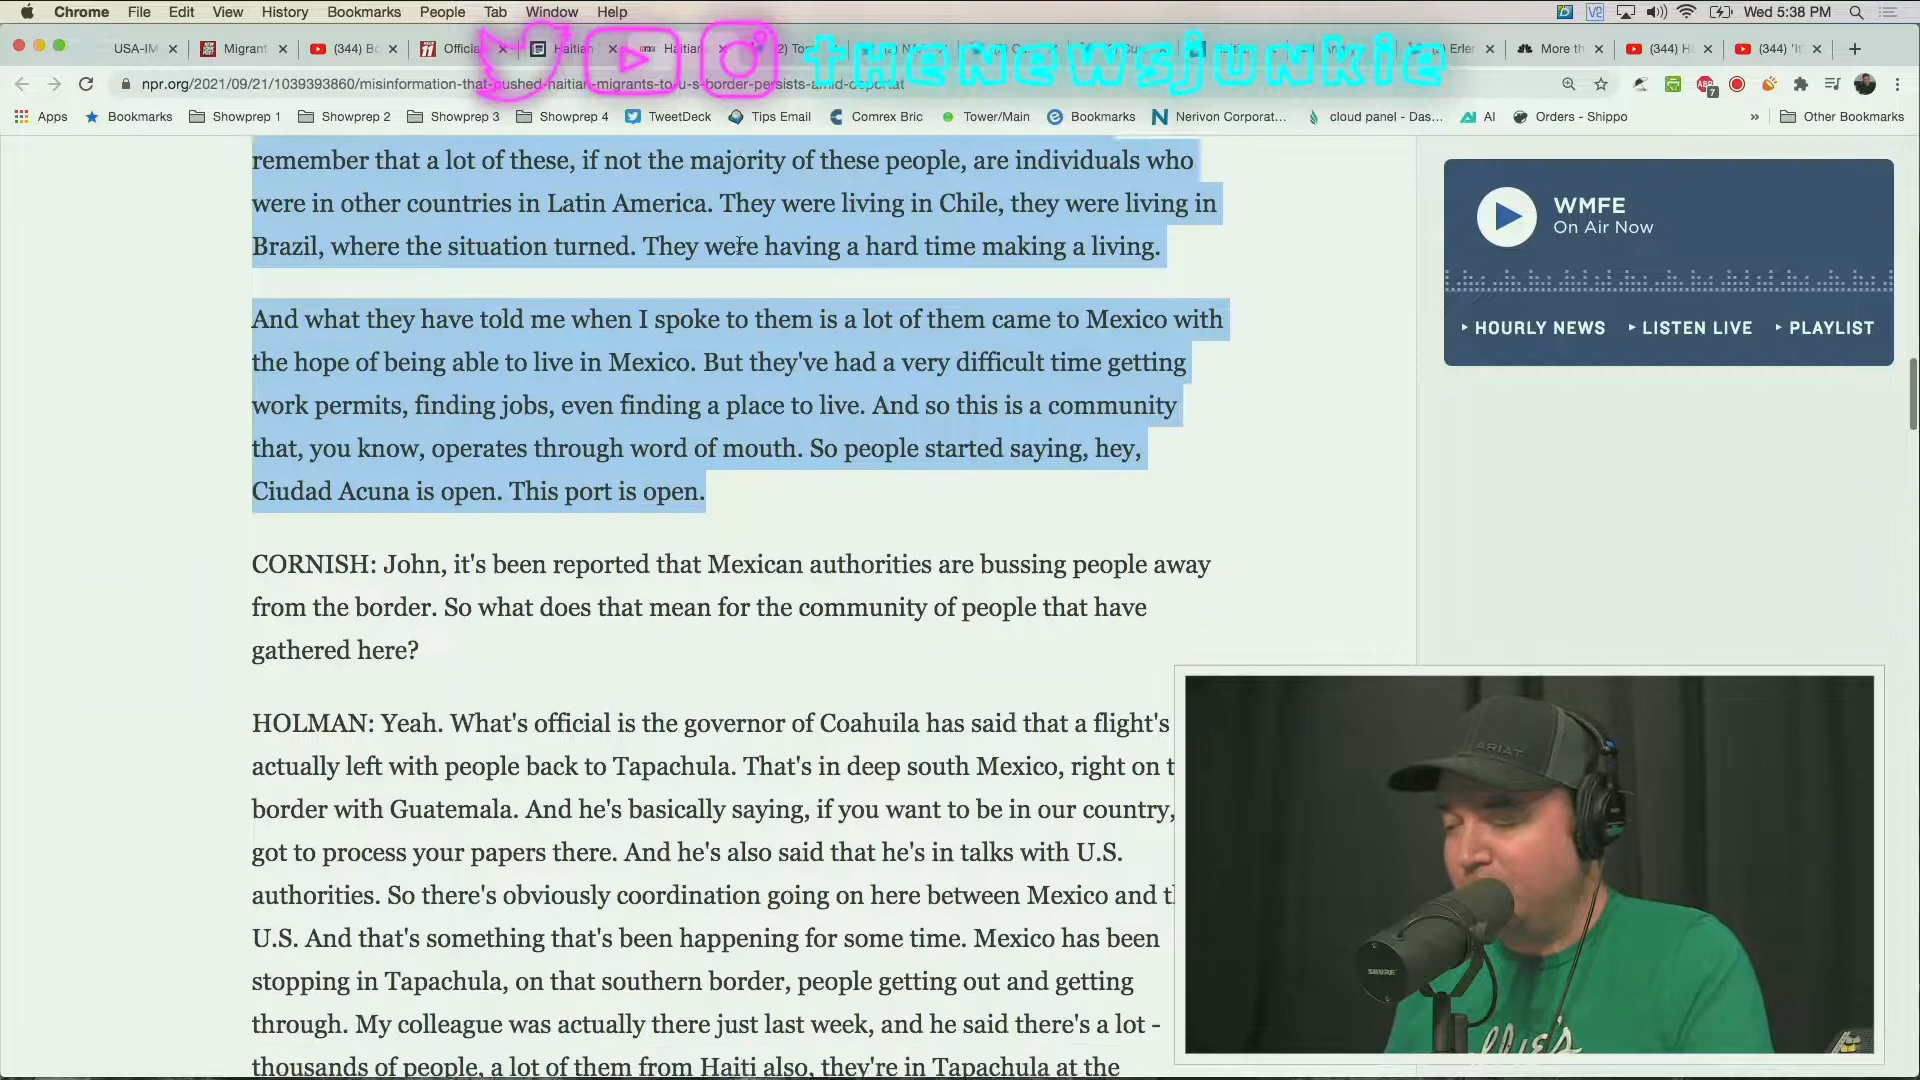 Chrome File Edit View History Bookmarks People Tab Window Help Wed 5:38 PM
USA-IM Migrant (344) Bo Official Haitian Haitian Erler More th (344) H (344) 'It
thenewsjunkie
npr.org/2021/09/21/1039393860/misinformation-that-pushed-haitian-migrants-to-u-s-border-persists-amid-deportat
Apps Bookmarks Showprep 1 Showprep 2 Showprep 3 Showprep 4 TweetDeck Tips Email Comrex Bric Tower/Main Bookmarks Nerivon Corporat... cloud panel - Das... AI Orders - Shippo » Other Bookmarks
remember that a lot of these, if not the majority of these people, are individuals who
were in other countries in Latin America. They were living in Chile, they were living in
Brazil, where the situation turned. They were having a hard time making a living.
And what they have told me when I spoke to them is a lot of them came to Mexico with
the hope of being able to live in Mexico. But they've had a very difficult time getting
work permits, finding jobs, even finding a place to live. And so this is a community
that, you know, operates through word of mouth. So people started saying, hey,
Ciudad Acuna is open. This port is open.
CORNISH: John, it's been reported that Mexican authorities are bussing people away
from the border. So what does that mean for the community of people that have
gathered here?
HOLMAN: Yeah. What's official is the governor of Coahuila has said that a flight's
actually left with people back to Tapachula. That's in deep south Mexico, right on t
border with Guatemala. And he's basically saying, if you want to be in our country,
got to process your papers there. And he's also said that he's in talks with U.S.
authorities. So there's obviously coordination going on here between Mexico and t
U.S. And that's something that's been happening for some time. Mexico has been
stopping in Tapachula, on that southern border, people getting out and getting
through. My colleague was actually there just last week, and he said there's a lot -
thousands of people, a lot of them from Haiti also, they're in Tapachula at the
WMFE
On Air Now
HOURLY NEWS LISTEN LIVE PLAYLIST
ARIAT
SHURE